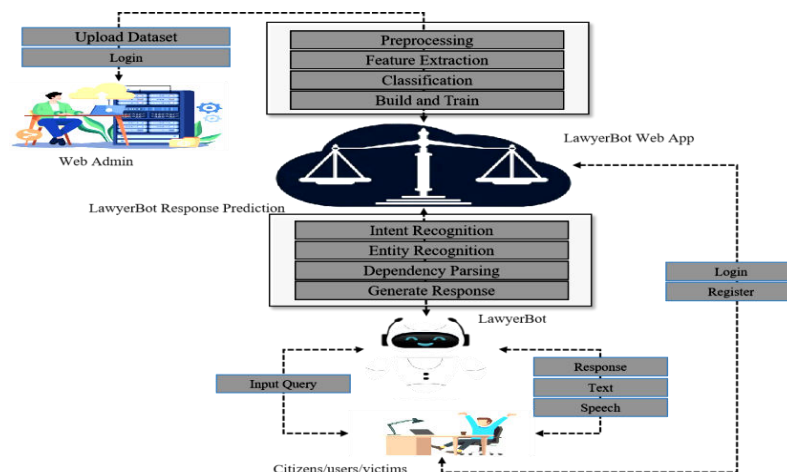 Upload Dataset
Login
Web Admin
Preprocessing
Feature Extraction
Classification
Build and Train
LawyerBot Web App
LawyerBot Response Prediction
Intent Recognition
Entity Recognition
Dependency Parsing
Generate Response
Login
Register
LawyerBot
Input Query
Response
Text
Speech
Citizens/users/victims